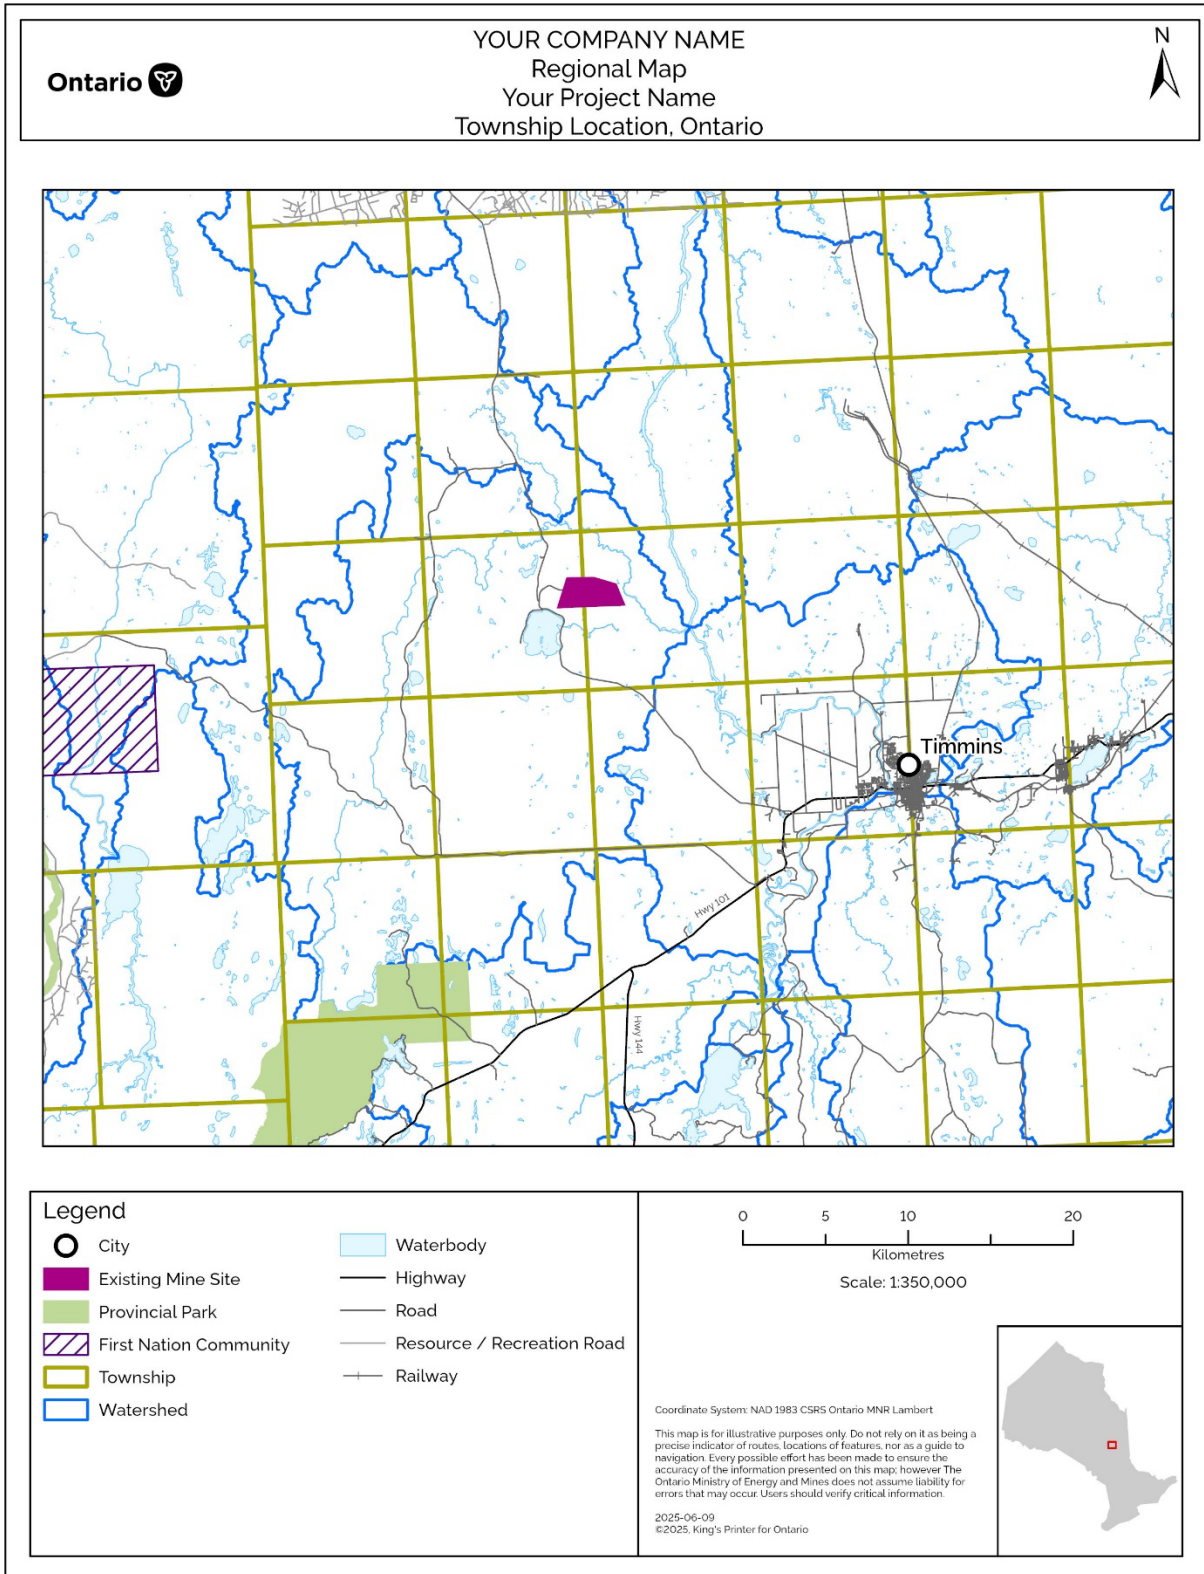 YOUR COMPANY NAME
Regional Map
Your Project Name
Township Location, Ontario
Ontario
N
Timmins
Hwy 101
Hwy 144
Legend
City
Existing Mine Site
Provincial Park
First Nation Community
Township
Watershed
Waterbody
Highway
Road
Resource / Recreation Road
Railway
0 5 10 20
Kilometres
Scale: 1:350,000
Coordinate System: NAD 1983 CSRS Ontario MNR Lambert
This map is for illustrative purposes only. Do not rely on it as being a
precise indicator of routes, locations of features, nor as a guide to
navigation. Every possible effort has been made to ensure the
accuracy of the information presented on this map; however The
Ontario Ministry of Energy and Mines does not assume liability for
errors that may occur. Users should verify critical information.
2025-06-09
©2025, King's Printer for Ontario